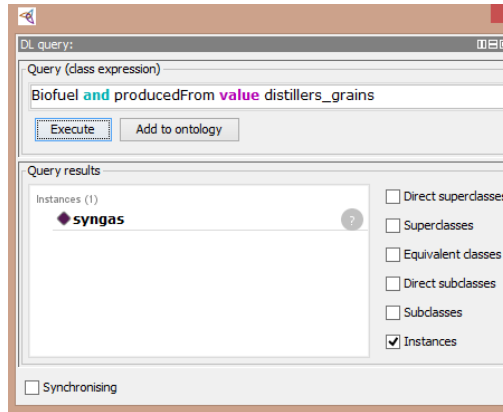 DL query:
Query (class expression)
Biofuel and producedFrom value distillers_grains
Execute Add to ontology
Query results
Instances (1)
syngas ?
Direct superclasses
Superclasses
Equivalent classes
Direct subclasses
Subclasses
Instances
Synchronising